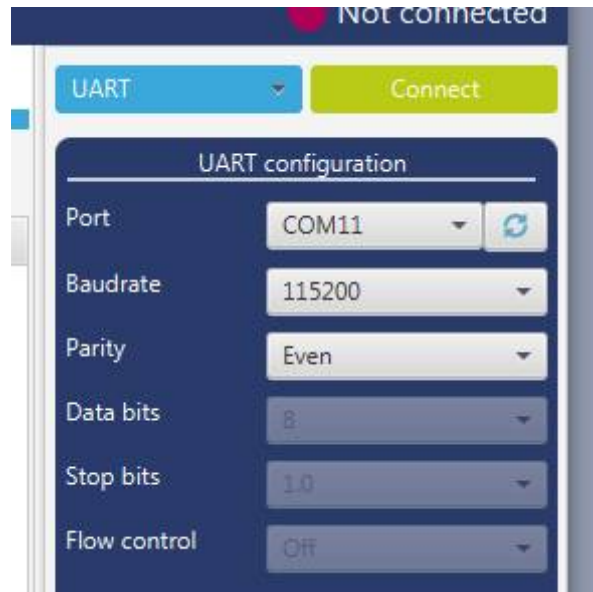 Not connected
UART Connect
UART configuration
Port COM11
Baudrate 115200
Parity Even
Data bits 8
Stop bits 1.0
Flow control Off